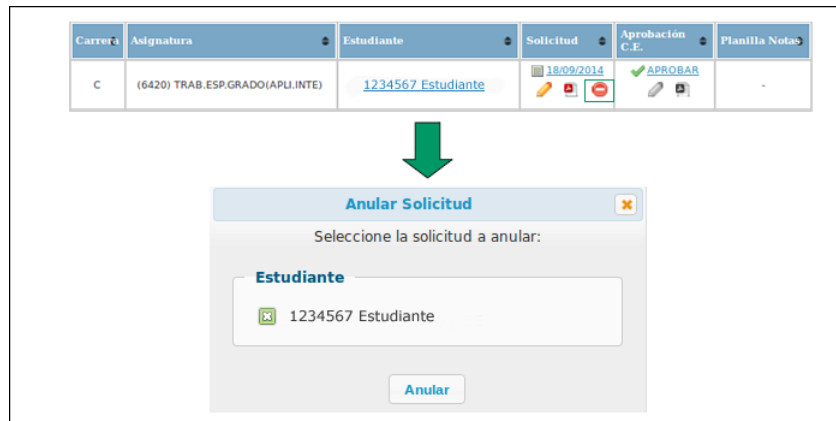 Carrera Asignatura Estudiante Solicitud Aprobación C.E. Planilla Notas
C (6420) TRAB.ESP.GRADO(APLI.INTE) 1234567 Estudiante 18/09/2014 APROBAR -
Anular Solicitud
Seleccione la solicitud a anular:
Estudiante
1234567 Estudiante
Anular